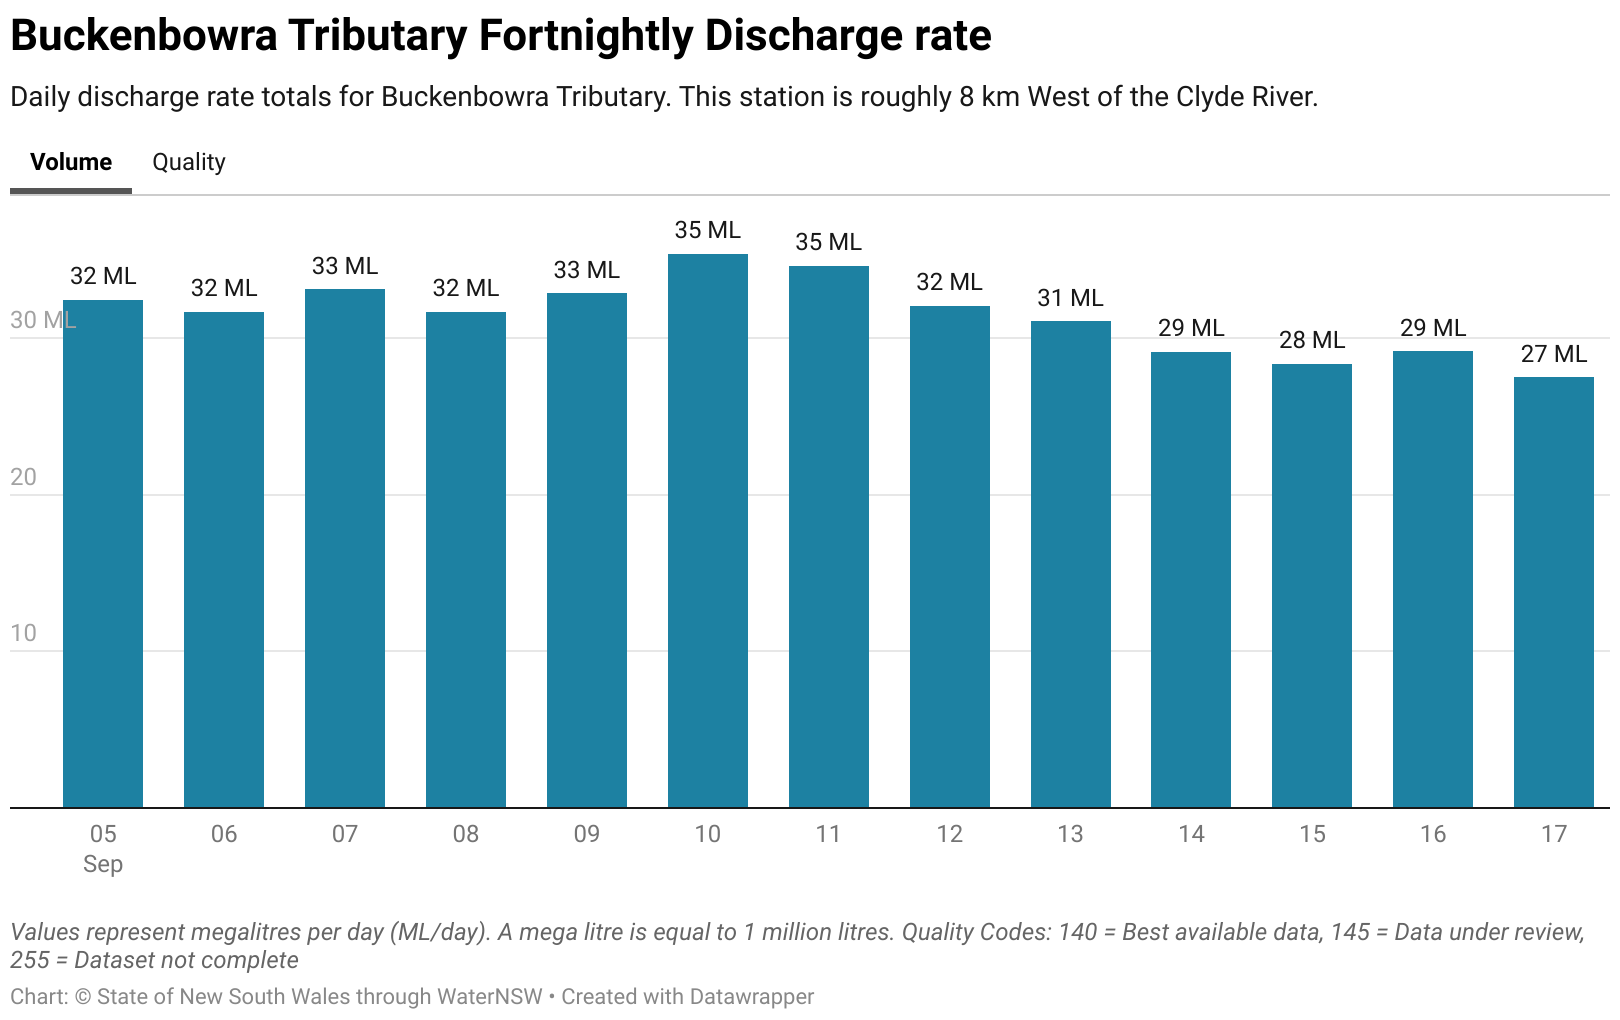 Buckenbowra Tributary Fortnightly Discharge rate
Daily discharge rate totals for Buckenbowra Tributary. This station is roughly 8 km West of the Clyde River.
Volume Quality
35 ML
35 ML
33 ML
33 ML
32 ML
32 ML
32 ML
32 ML
31 ML
30 ML
29 ML
29 ML
28 ML
27 ML
20
10
05 06 07 08 09 10 11 12 13 14 15 16 17
Sep
Values represent megalitres per day (ML/day). A mega litre is equal to 1 million litres. Quality Codes: 140 = Best available data, 145 = Data under review,
255 = Dataset not complete
Chart: © State of New South Wales through WaterNSW • Created with Datawrapper